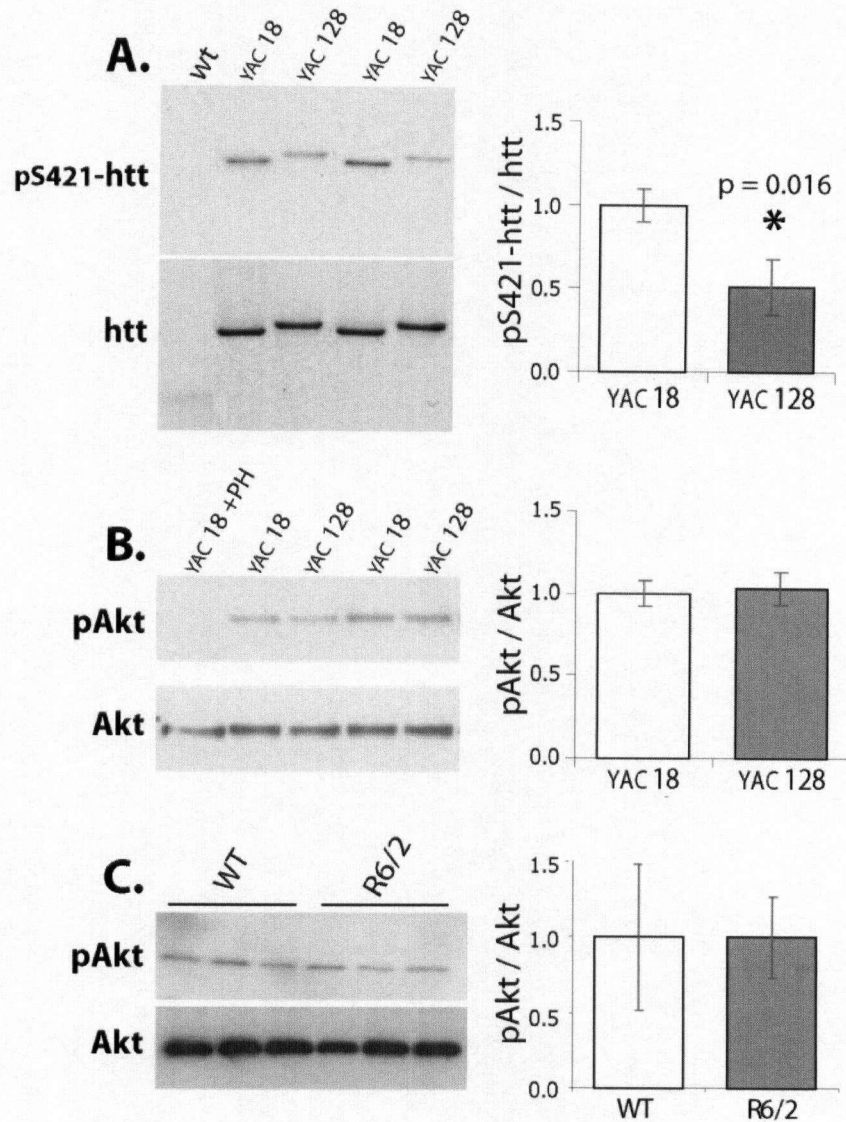 A.
Wt YAC 18 YAC 128 YAC 18 YAC 128
pS421-htt
htt
pS421-htt / htt
1.5
1.0
0.5
0.0
p = 0.016
*
YAC 18 YAC 128
B.
YAC 18 +PH YAC 18 YAC 128 YAC 18 YAC 128
pAkt
Akt
pAkt / Akt
1.5
1.0
0.5
0.0
YAC 18 YAC 128
C.
WT R6/2
pAkt
Akt
pAkt / Akt
1.5
1.0
0.5
0.0
WT R6/2